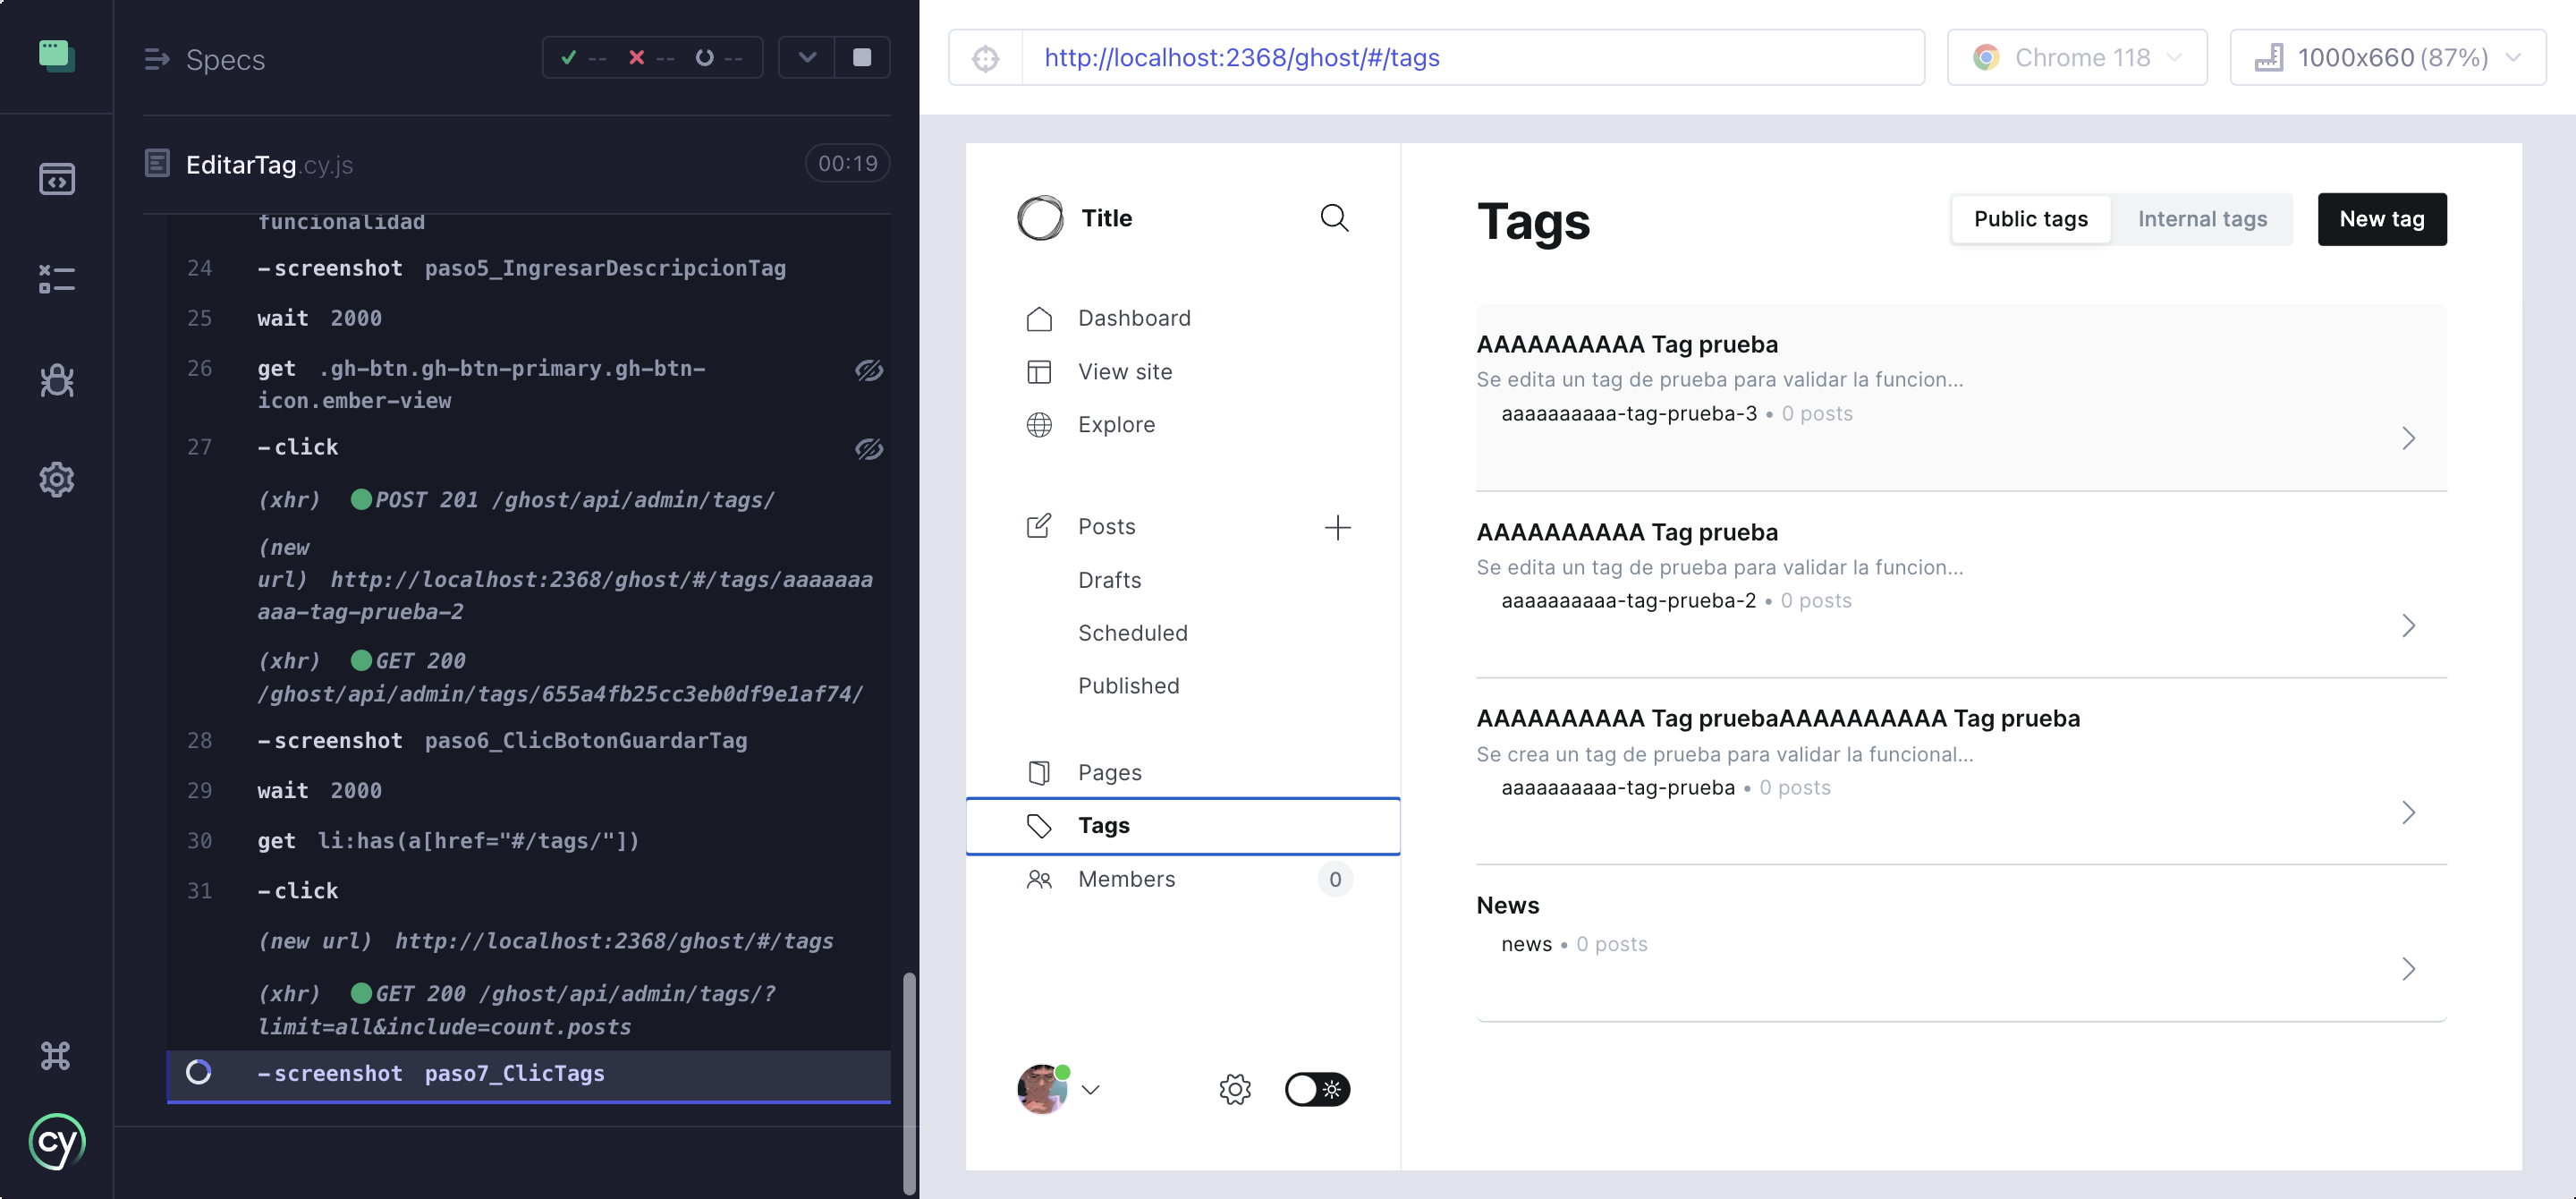 Specs
-- -- --
EditarTag.cy.js
00:19
funcionalidad
24 -screenshot paso5_IngresarDescripcionTag
25 wait 2000
26 get .gh-btn.gh-btn-primary.gh-btn-
icon.ember-view
27 -click
(xhr) POST 201 /ghost/api/admin/tags/
(new
url) http://localhost:2368/ghost/#/tags/aaaaaaa
aaa-tag-prueba-2
(xhr) GET 200
/ghost/api/admin/tags/655a4fb25cc3eb0df9e1af74/
28 -screenshot paso6_ClicBotonGuardarTag
29 wait 2000
30 get li:has(a[href="#/tags/"])
31 -click
(new url) http://localhost:2368/ghost/#/tags
(xhr) GET 200 /ghost/api/admin/tags/?
limit=all&include=count.posts
-screenshot paso7_ClicTags
cy
http://localhost:2368/ghost/#/tags
Chrome 118
1000x660 (87%)
Title
Dashboard
View site
Explore
Posts
Drafts
Scheduled
Published
Pages
Tags
Members 0
Tags
Public tags
Internal tags
New tag
AAAAAAAAAA Tag prueba
Se edita un tag de prueba para validar la funcion...
aaaaaaaaaa-tag-prueba-3 • 0 posts
AAAAAAAAAA Tag prueba
Se edita un tag de prueba para validar la funcion...
aaaaaaaaaa-tag-prueba-2 • 0 posts
AAAAAAAAAA Tag pruebaAAAAAAAAAA Tag prueba
Se crea un tag de prueba para validar la funcional...
aaaaaaaaaa-tag-prueba • 0 posts
News
news • 0 posts